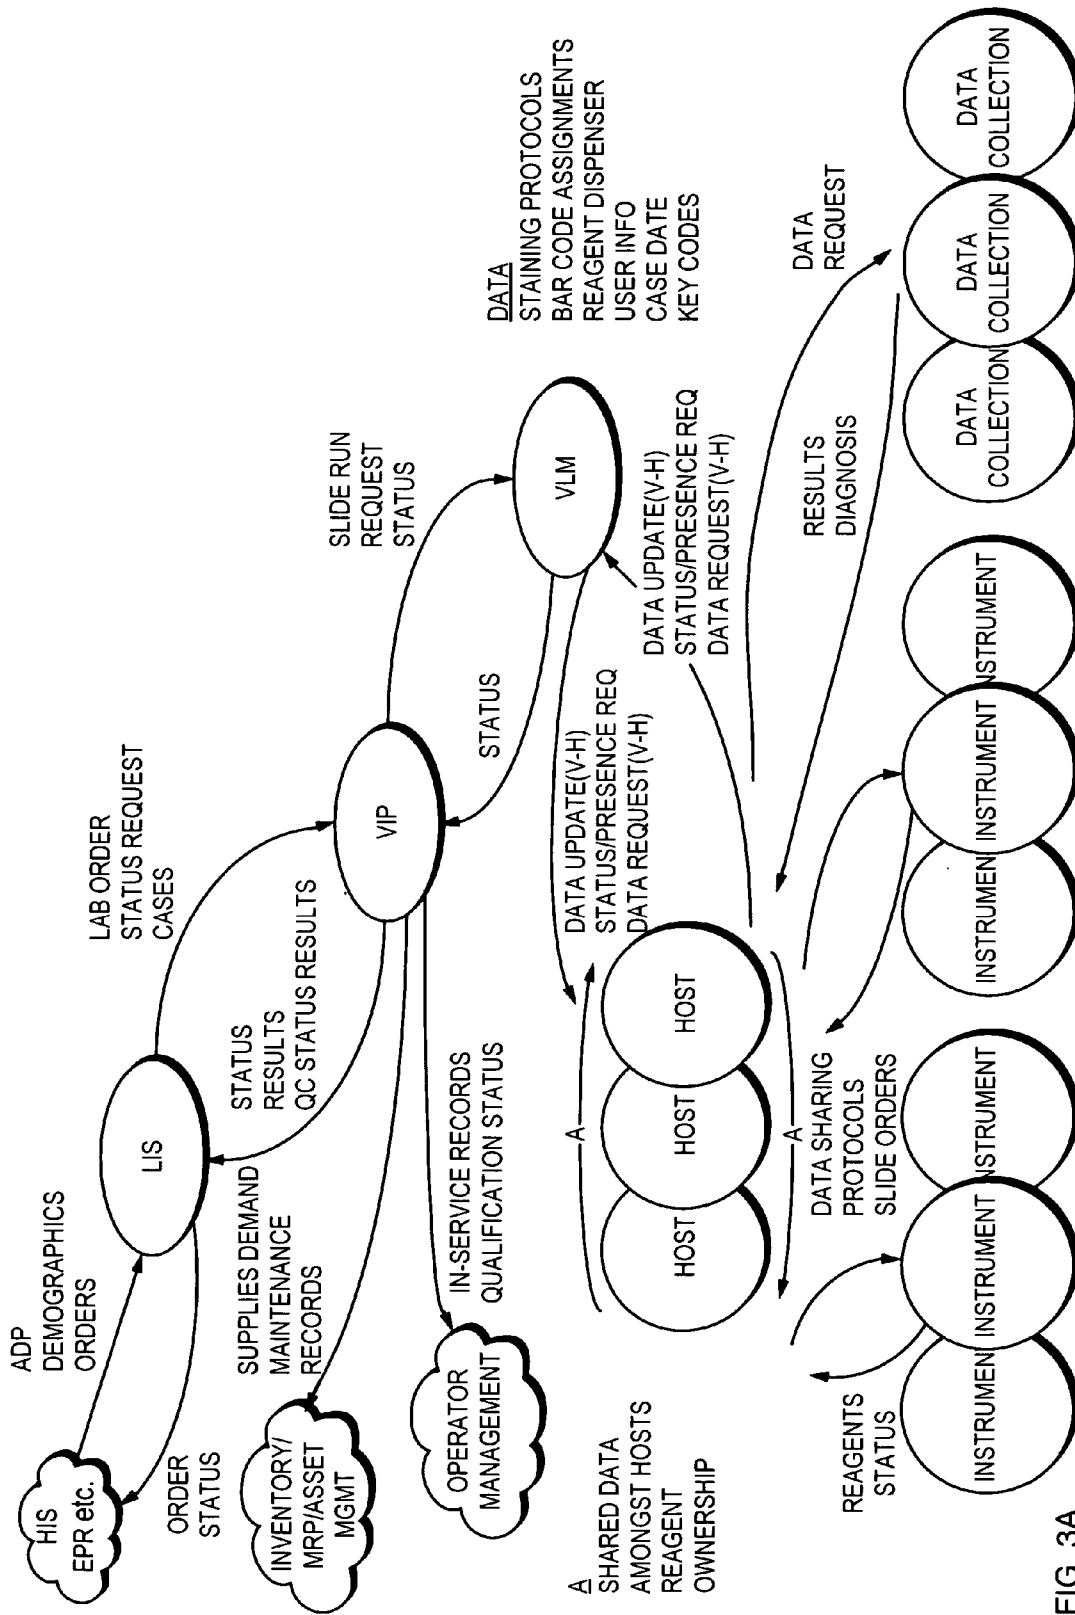 HIS
EPR etc.
ADP
DEMOGRAPHICS
ORDERS
ORDER
STATUS
LIS
LAB ORDER
STATUS REQUEST
CASES
STATUS
RESULTS
QC STATUS RESULTS
VIP
SLIDE RUN
REQUEST
STATUS
STATUS
VLM
INVENTORY/
MRP/ASSET
MGMT
SUPPLIES DEMAND
MAINTENANCE
RECORDS
OPERATOR
MANAGEMENT
IN-SERVICE RECORDS
QUALIFICATION STATUS
DATA
STAINING PROTOCOLS
BAR CODE ASSIGNMENTS
REAGENT DISPENSER
USER INFO
CASE DATE
KEY CODES
DATA UPDATE(V-H)
STATUS/PRESENCE REQ
DATA REQUEST(V-H)
DATA UPDATE(V-H)
STATUS/PRESENCE REQ
DATA REQUEST(V-H)
A
SHARED DATA
AMONGST HOSTS
REAGENT
OWNERSHIP
A
HOST
HOST
HOST
A
DATA REQUEST
RESULTS
DIAGNOSIS
DATA SHARING
PROTOCOLS
SLIDE ORDERS
REAGENTS
STATUS
INSTRUMEN
INSTRUMENT
NSTRUMENT
INSTRUMEN
INSTRUMENT
NSTRUMENT
DATA
COLLECTION
DATA
COLLECTION
DATA
COLLECTION
FIG. 3A